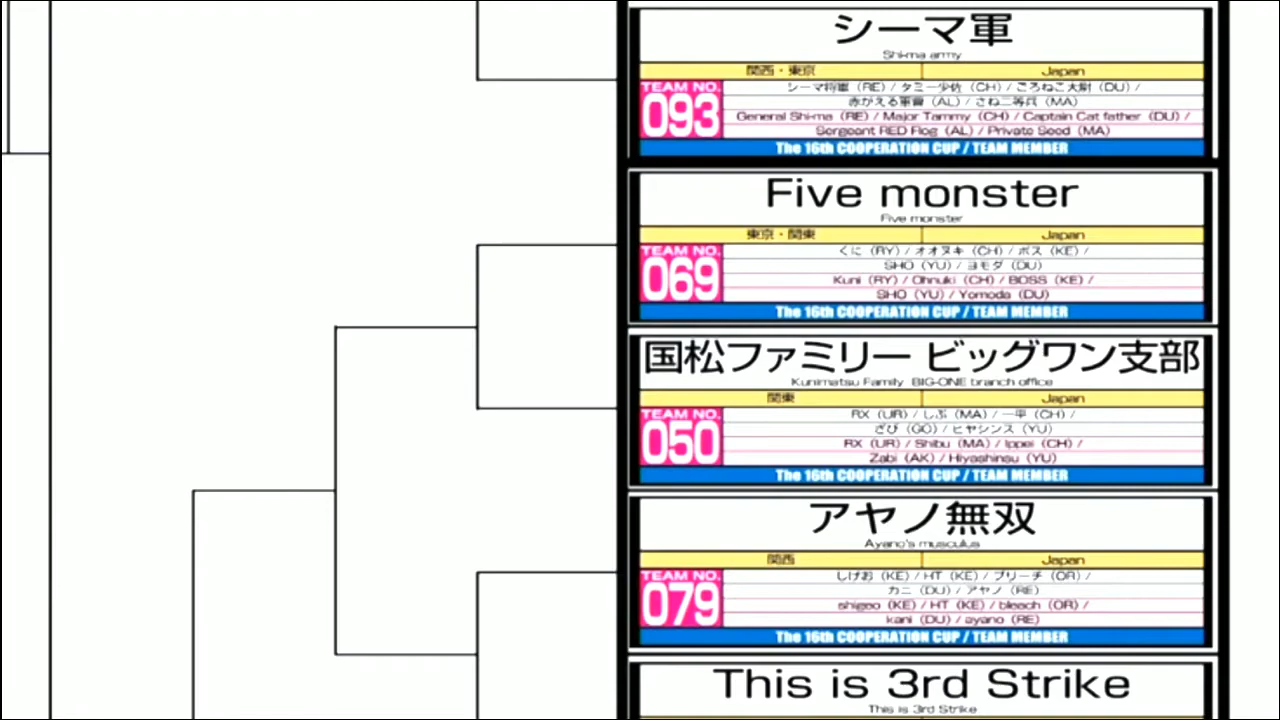 シーマ軍
Shi-ma army
関西・東京 Japan
TEAM NO.
093
シーマ将軍 (RE) / タミー少佐 (CH) / ころねこ大尉 (DU) /
赤がえる軍曹 (AL) / さね二等兵 (MA)
General Shi-ma (RE) / Major Tammy (CH) / Captain Cat father (DU) /
Sergeant RED Flog (AL) / Private Seed (MA)
The 16th COOPERATION CUP / TEAM MEMBER
Five monster
Five monster
東京・関東 Japan
TEAM NO.
069
くに (RY) / オオヌキ (CH) / ボス (KE) /
SHO (YU) / ヨモダ (DU)
Kuni (RY) / Ohnuki (CH) / BOSS (KE) /
SHO (YU) / Yomoda (DU)
The 16th COOPERATION CUP / TEAM MEMBER
国松ファミリー ビッグワン支部
Kunimatsu Family BIG-ONE branch office
関東 Japan
TEAM NO.
050
RX (UR) / しぶ (MA) / 一平 (CH) /
ざび (GO) / ヒヤシンス (YU)
RX (UR) / Shibu (MA) / Ippei (CH) /
Zabi (AK) / Hiyashinsu (YU)
The 16th COOPERATION CUP / TEAM MEMBER
アヤノ無双
Ayano's musculus
関西 Japan
TEAM NO.
079
しげお (KE) / HT (KE) / ブリーチ (OR) /
カニ (DU) / アヤノ (RE)
shigeo (KE) / HT (KE) / bleach (OR) /
kani (DU) / ayano (RE)
The 16th COOPERATION CUP / TEAM MEMBER
This is 3rd Strike
This is 3rd Strike